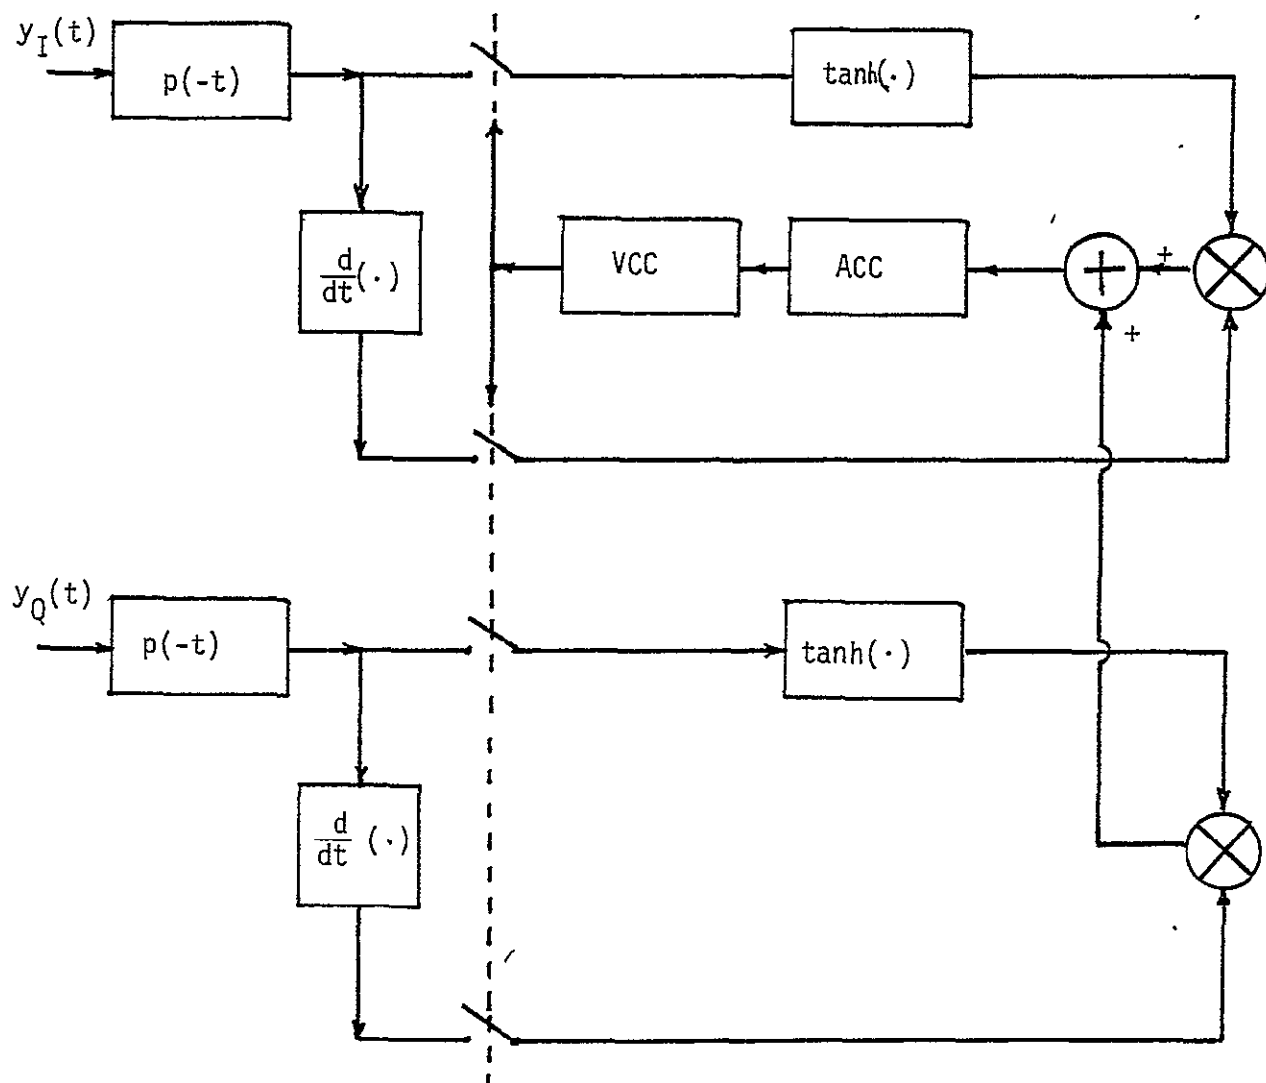 y_I(t)
p(-t)
tanh(·)
d/dt(·)
VCC
ACC
+
+
+
y_Q(t)
p(-t)
tanh(·)
d/dt (·)